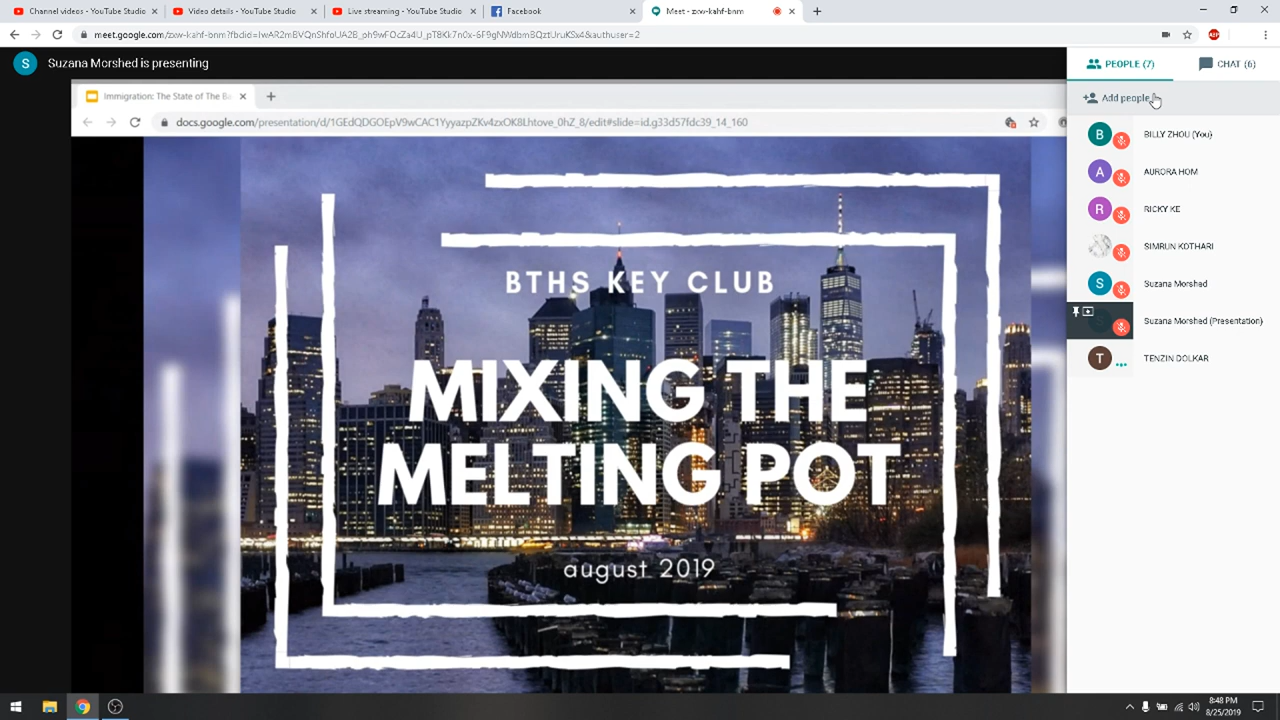 Channel videos - YouTube Studio
Video details - YouTube Studio
Live streaming - YouTube Studio
Facebook
Meet - zxw-kahf-bnm
S
Suzana Morshed is presenting
PEOPLE (7)
CHAT (6)
Immigration: The State of The Ba
Add people
BTHS KEY CLUB
MIXING THE
MELTING POT
august 2019
B
BILLY ZHOU (You)
A
AURORA HOM
R
RICKY KE
SIMRUN KOTHARI
S
Suzana Morshed
Suzana Morshed (Presentation)
T
TENZIN DOLKAR
8:48 PM
8/25/2019